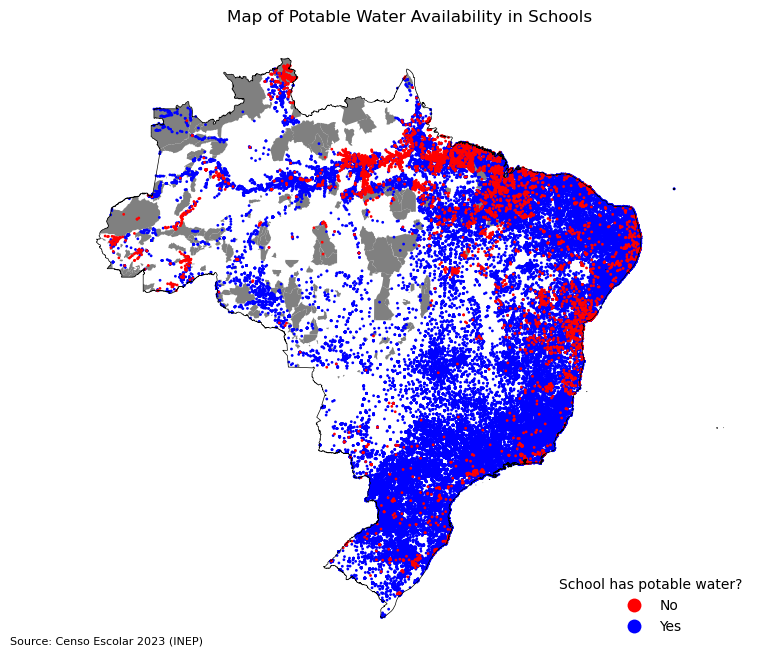 Map of Potable Water Availability in Schools
School has potable water?
No
Yes
Source: Censo Escolar 2023 (INEP)